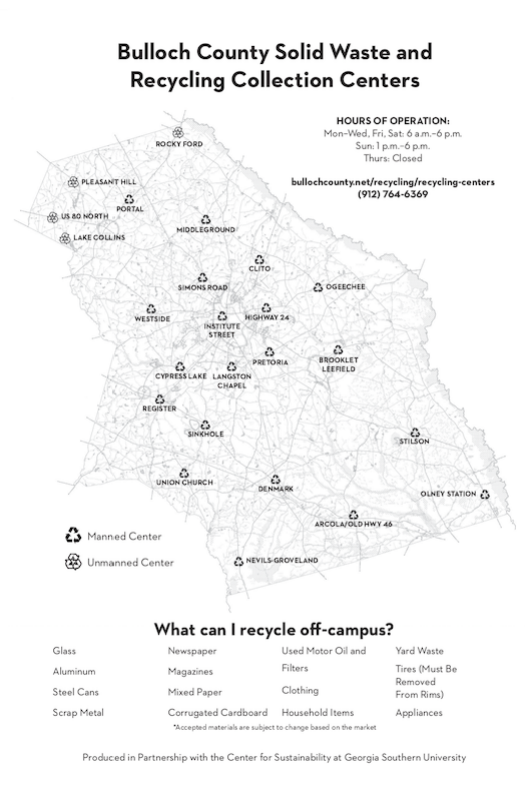 Bulloch County Solid Waste and
Recycling Collection Centers
HOURS OF OPERATION:
Mon–Wed, Fri, Sat: 6 a.m.–6 p.m.
Sun: 1 p.m.–6 p.m.
Thurs: Closed
bullochcounty.net/recycling/recycling-centers
(912) 764-6369
ROCKY FORD
PLEASANT HILL
PORTAL
US 80 NORTH
LAKE COLLINS
MIDDLEGROUND
CLITO
SIMONS ROAD
OGEECHEE
WESTSIDE
INSTITUTE
STREET
HIGHWAY 24
PRETORIA
BROOKLET
LEEFIELD
CYPRESS LAKE
LANGSTON
CHAPEL
REGISTER
SINKHOLE
STILSON
UNION CHURCH
DENMARK
OLNEY STATION
ARCOLA/OLD HWY 46
NEVILS-GROVELAND
Manned Center
Unmanned Center
What can I recycle off-campus?
Glass
Aluminum
Steel Cans
Scrap Metal
Newspaper
Magazines
Mixed Paper
Corrugated Cardboard
Used Motor Oil and
Filters
Clothing
Household Items
Yard Waste
Tires (Must Be
Removed
From Rims)
Appliances
*Accepted materials are subject to change based on the market
Produced in Partnership with the Center for Sustainability at Georgia Southern University